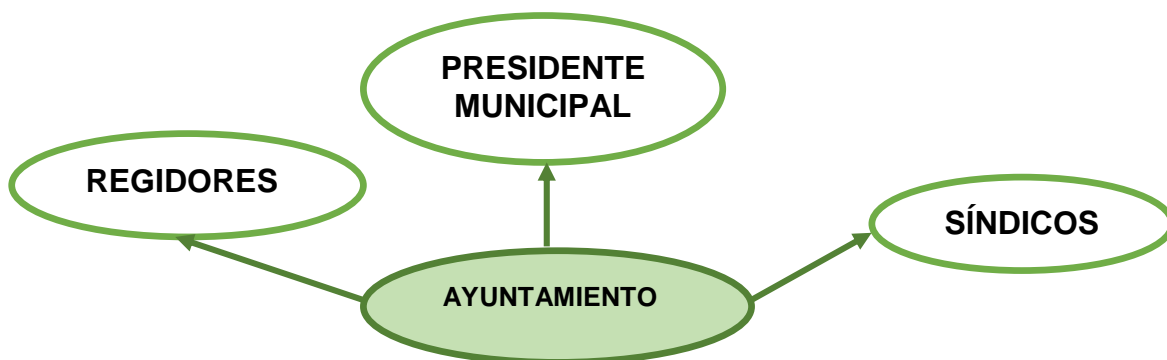 PRESIDENTE
MUNICIPAL
REGIDORES
SÍNDICOS
AYUNTAMIENTO